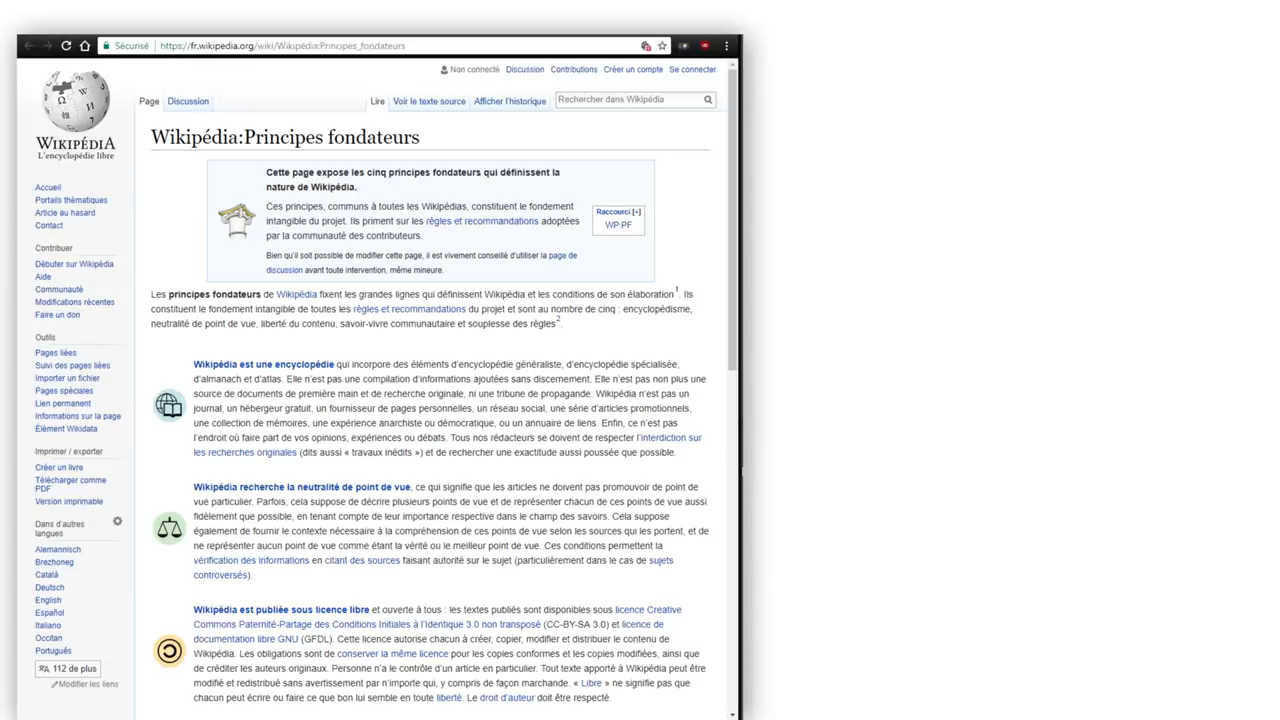 Sécurisé | https://fr.wikipedia.org/wiki/Wikipédia:Principes_fondateurs
Non connecté Discussion Contributions Créer un compte Se connecter
Page Discussion Lire Voir le texte source Afficher l'historique Rechercher dans Wikipédia
WIKIPÉDIA
L'encyclopédie libre
Accueil
Portails thématiques
Article au hasard
Contact
Contribuer
Débuter sur Wikipédia
Aide
Communauté
Modifications récentes
Faire un don
Outils
Pages liées
Suivi des pages liées
Importer un fichier
Pages spéciales
Lien permanent
Informations sur la page
Élément Wikidata
Imprimer / exporter
Créer un livre
Télécharger comme
PDF
Version imprimable
Dans d'autres
langues
Alemannisch
Brezhoneg
Català
Deutsch
English
Español
Italiano
Occitan
Português
112 de plus
Modifier les liens
Wikipédia:Principes fondateurs
Cette page expose les cinq principes fondateurs qui définissent la
nature de Wikipédia.
Ces principes, communs à toutes les Wikipédias, constituent le fondement
intangible du projet. Ils priment sur les règles et recommandations adoptées
par la communauté des contributeurs.
Bien qu'il soit possible de modifier cette page, il est vivement conseillé d'utiliser la page de
discussion avant toute intervention, même mineure.
Raccourci [+]
WP:PF
Les principes fondateurs de Wikipédia fixent les grandes lignes qui définissent Wikipédia et les conditions de son élaboration1. Ils
constituent le fondement intangible de toutes les règles et recommandations du projet et sont au nombre de cinq : encyclopédisme,
neutralité de point de vue, liberté du contenu, savoir-vivre communautaire et souplesse des règles2.
Wikipédia est une encyclopédie qui incorpore des éléments d'encyclopédie généraliste, d'encyclopédie spécialisée,
d'almanach et d'atlas. Elle n'est pas une compilation d'informations ajoutées sans discernement. Elle n'est pas non plus une
source de documents de première main et de recherche originale, ni une tribune de propagande. Wikipédia n'est pas un
journal, un hébergeur gratuit, un fournisseur de pages personnelles, un réseau social, une série d'articles promotionnels,
une collection de mémoires, une expérience anarchiste ou démocratique, ou un annuaire de liens. Enfin, ce n'est pas
l'endroit où faire part de vos opinions, expériences ou débats. Tous nos rédacteurs se doivent de respecter l'interdiction sur
les recherches originales (dits aussi « travaux inédits ») et de rechercher une exactitude aussi poussée que possible.
Wikipédia recherche la neutralité de point de vue, ce qui signifie que les articles ne doivent pas promouvoir de point de
vue particulier. Parfois, cela suppose de décrire plusieurs points de vue et de représenter chacun de ces points de vue aussi
fidèlement que possible, en tenant compte de leur importance respective dans le champ des savoirs. Cela suppose
également de fournir le contexte nécessaire à la compréhension de ces points de vue selon les sources qui les portent, et de
ne représenter aucun point de vue comme étant la vérité ou le meilleur point de vue. Ces conditions permettent la
vérification des informations en citant des sources faisant autorité sur le sujet (particulièrement dans le cas de sujets
controversés).
Wikipédia est publiée sous licence libre et ouverte à tous : les textes publiés sont disponibles sous licence Creative
Commons Paternité-Partage des Conditions Initiales à l'Identique 3.0 non transposé (CC-BY-SA 3.0) et licence de
documentation libre GNU (GFDL). Cette licence autorise chacun à créer, copier, modifier et distribuer le contenu de
Wikipédia. Les obligations sont de conserver la même licence pour les copies conformes et les copies modifiées, ainsi que
de créditer les auteurs originaux. Personne n'a le contrôle d'un article en particulier. Tout texte apporté à Wikipédia peut être
modifié et redistribué sans avertissement par n'importe qui, y compris de façon marchande. « Libre » ne signifie pas que
chacun peut écrire ou faire ce que bon lui semble en toute liberté. Le droit d'auteur doit être respecté.